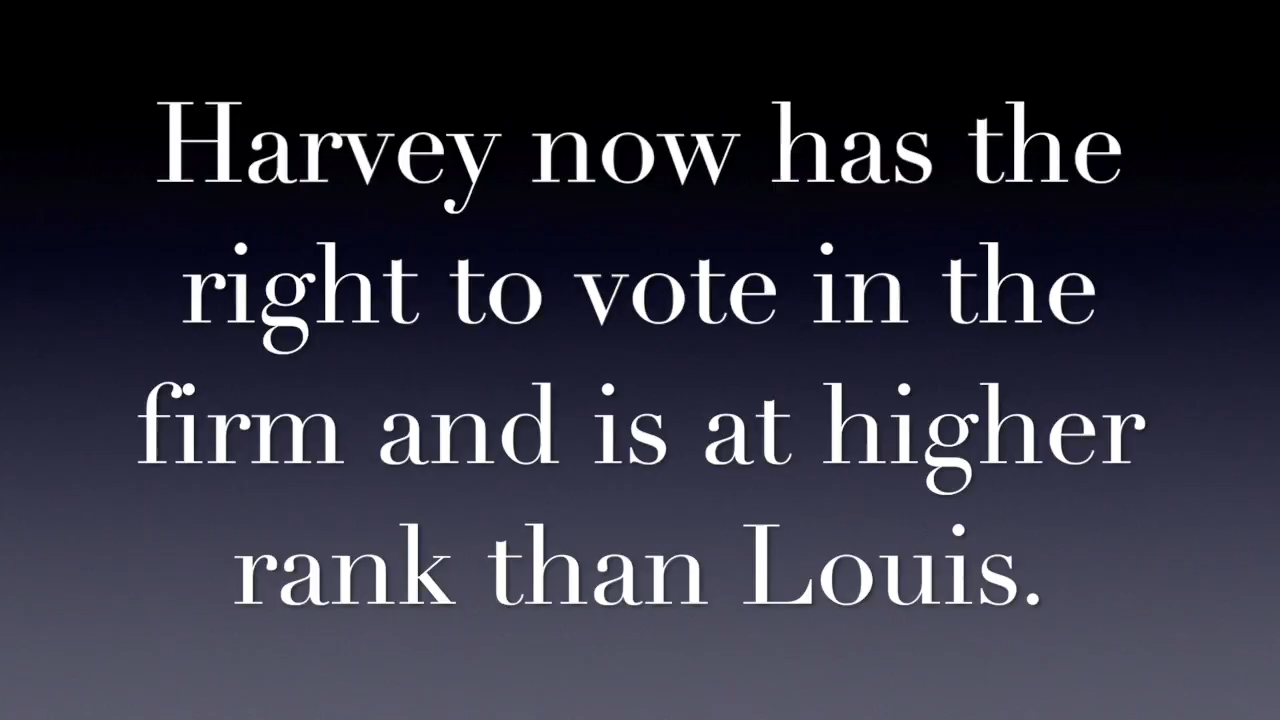 Harvey now has the
right to vote in the
firm and is at higher
rank than Louis.